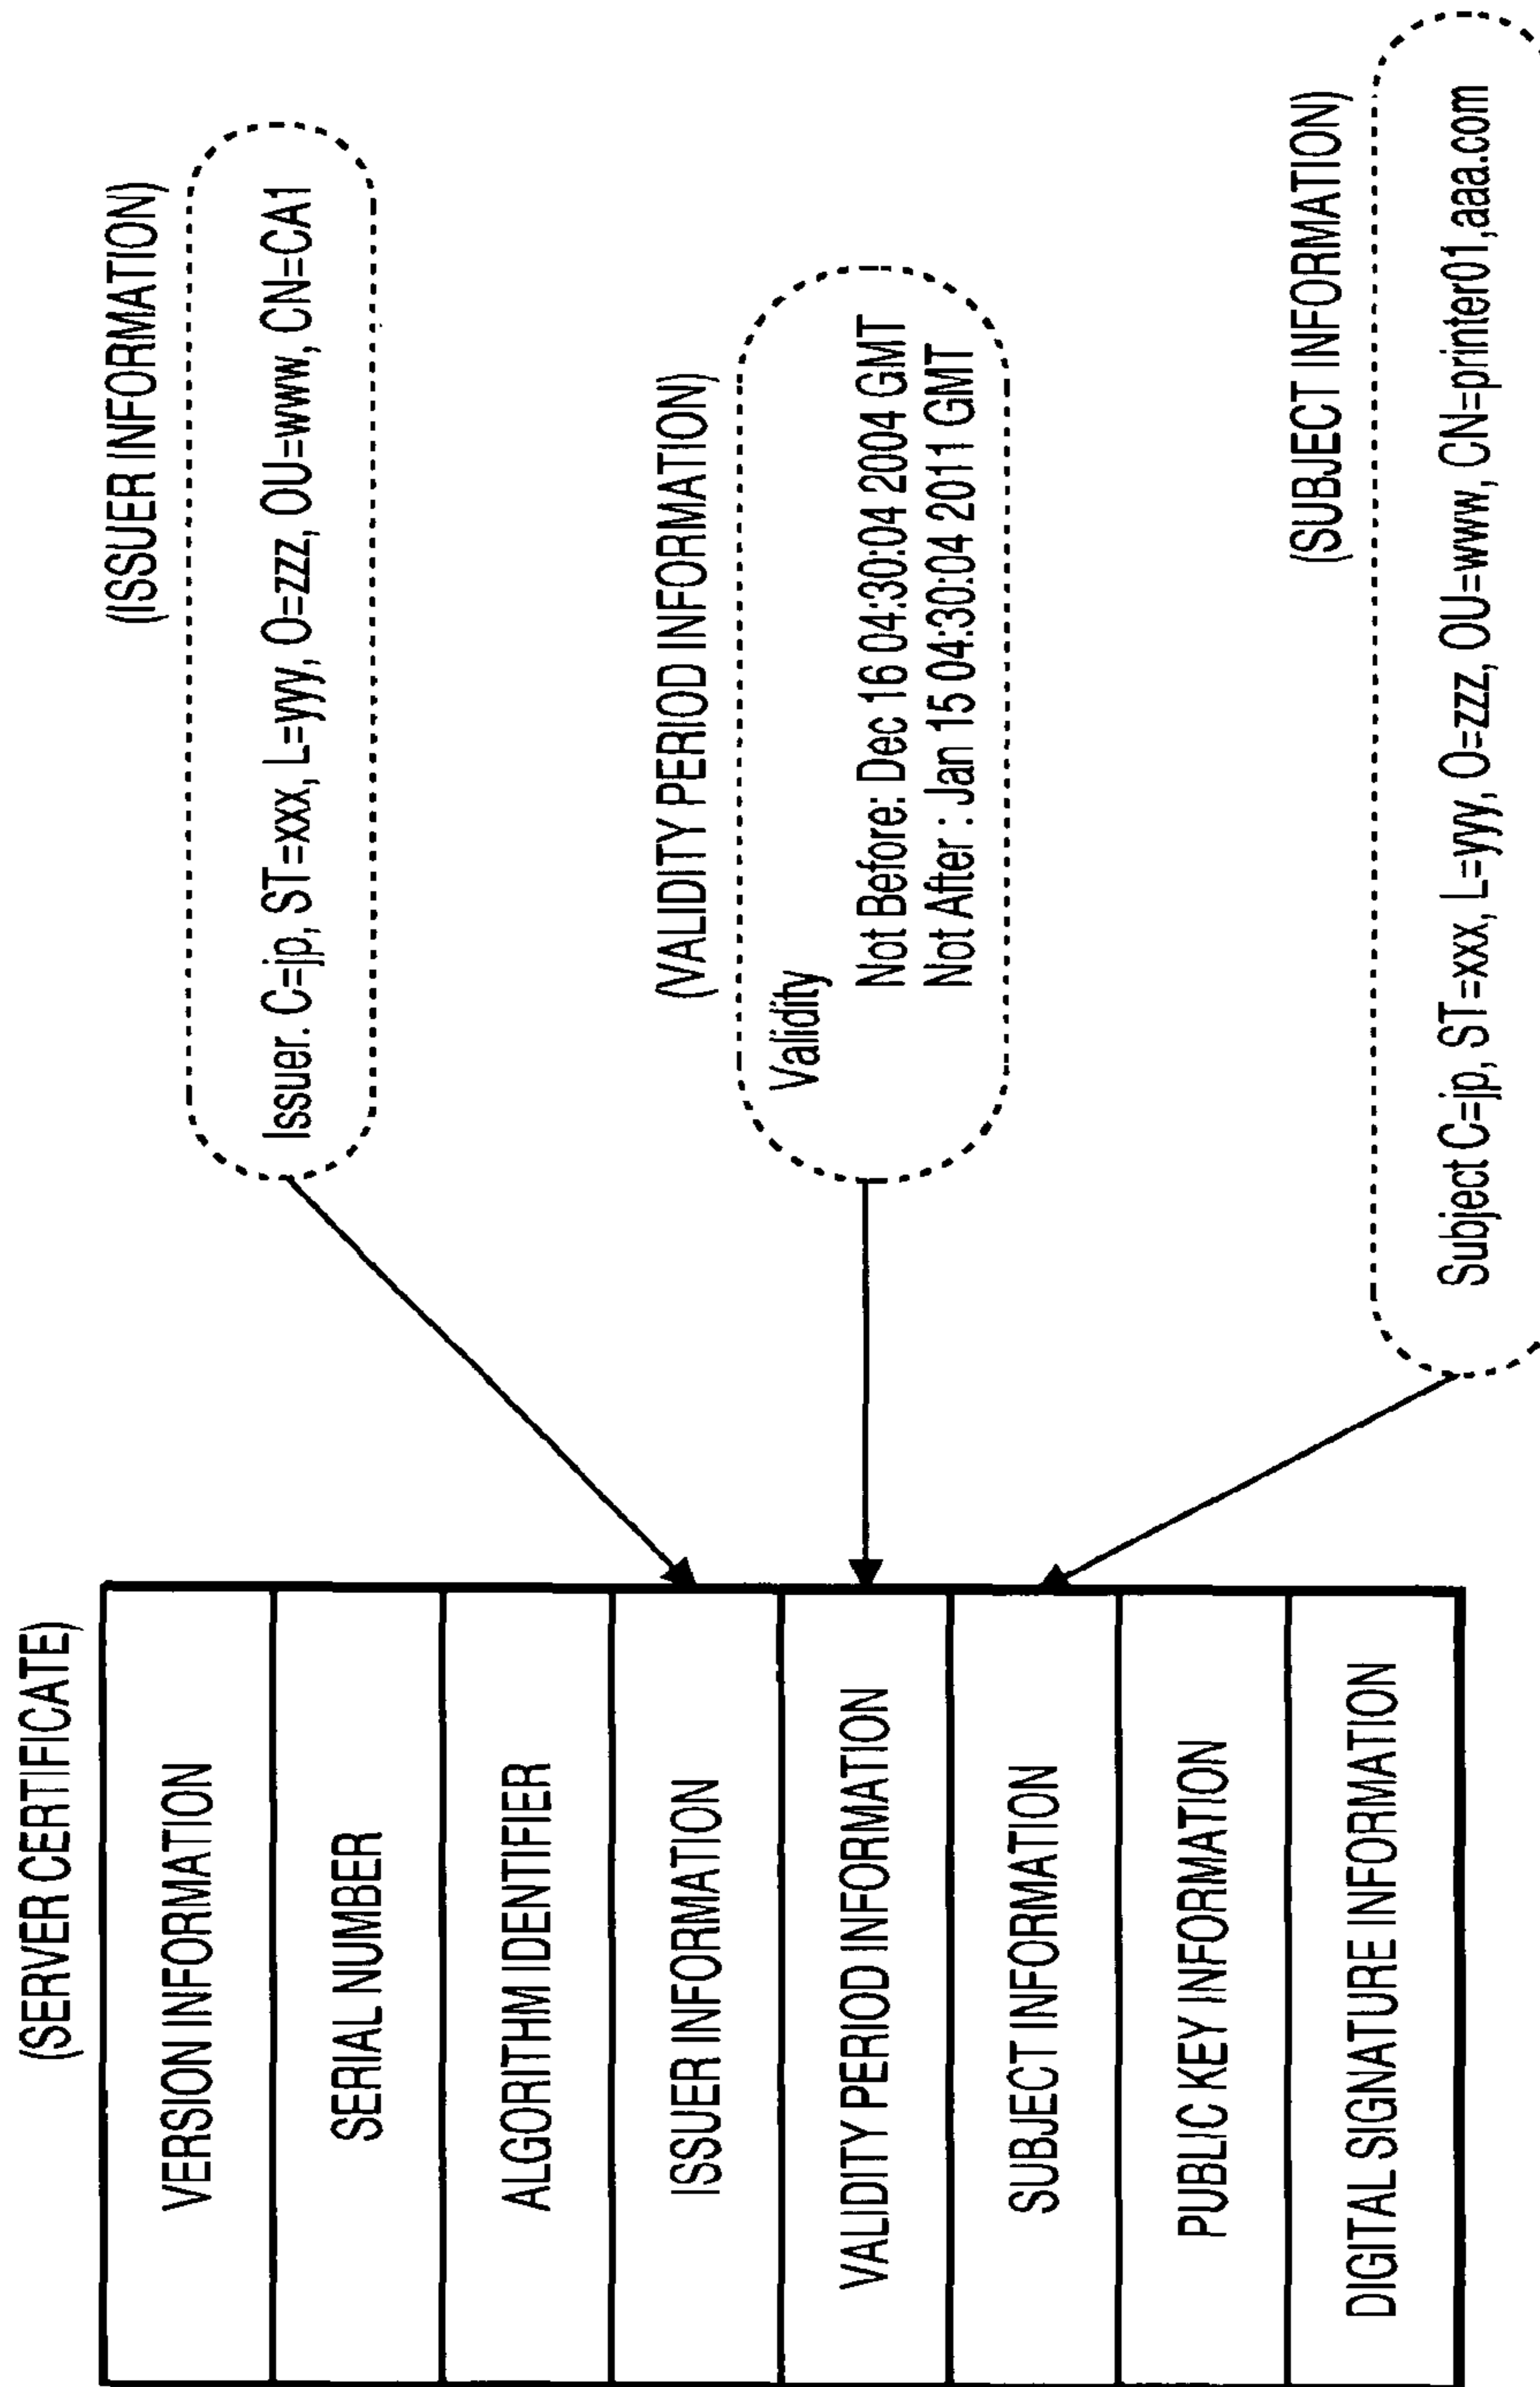 (SERVER CERTIFICATE)
VERSION INFORMATION
SERIAL NUMBER
ALGORITHM IDENTIFIER
ISSUER INFORMATION
VALIDITY PERIOD INFORMATION
SUBJECT INFORMATION
PUBLIC KEY INFORMATION
DIGITAL SIGNATURE INFORMATION
(ISSUER INFORMATION)
Issuer. C=jp, ST=xxx, L=yyy, O=zzz, OU=www, CN=CA1
(VALIDITY PERIOD INFORMATION)
Validity
Not Before: Dec 16 04:30:04 2004 GMT
Not After : Jan 15 04:30:04 2011 GMT
(SUBJECT INFORMATION)
Subject C=jp, ST=xxx, L=yyy, O=zzz, OU=www, CN=printer01,aaa.com